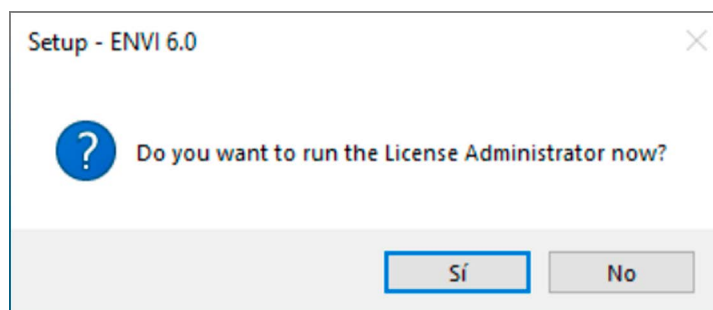 Setup - ENVI 6.0
Do you want to run the License Administrator now?
Sí
No